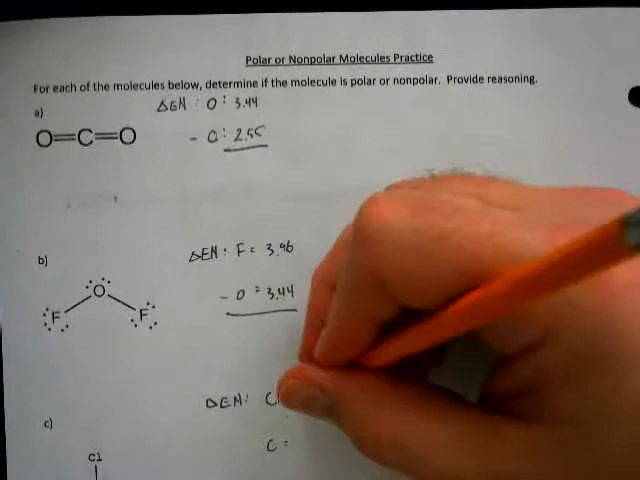 Polar or Nonpolar Molecules Practice
For each of the molecules below, determine if the molecule is polar or nonpolar. Provide reasoning.
a)
ΔEN: O: 3.44
O=C=O
- C: 2.55
b)
ΔEN: F= 3.96
- O = 3.44
O
F F
ΔEN:
c)
C =
Cl